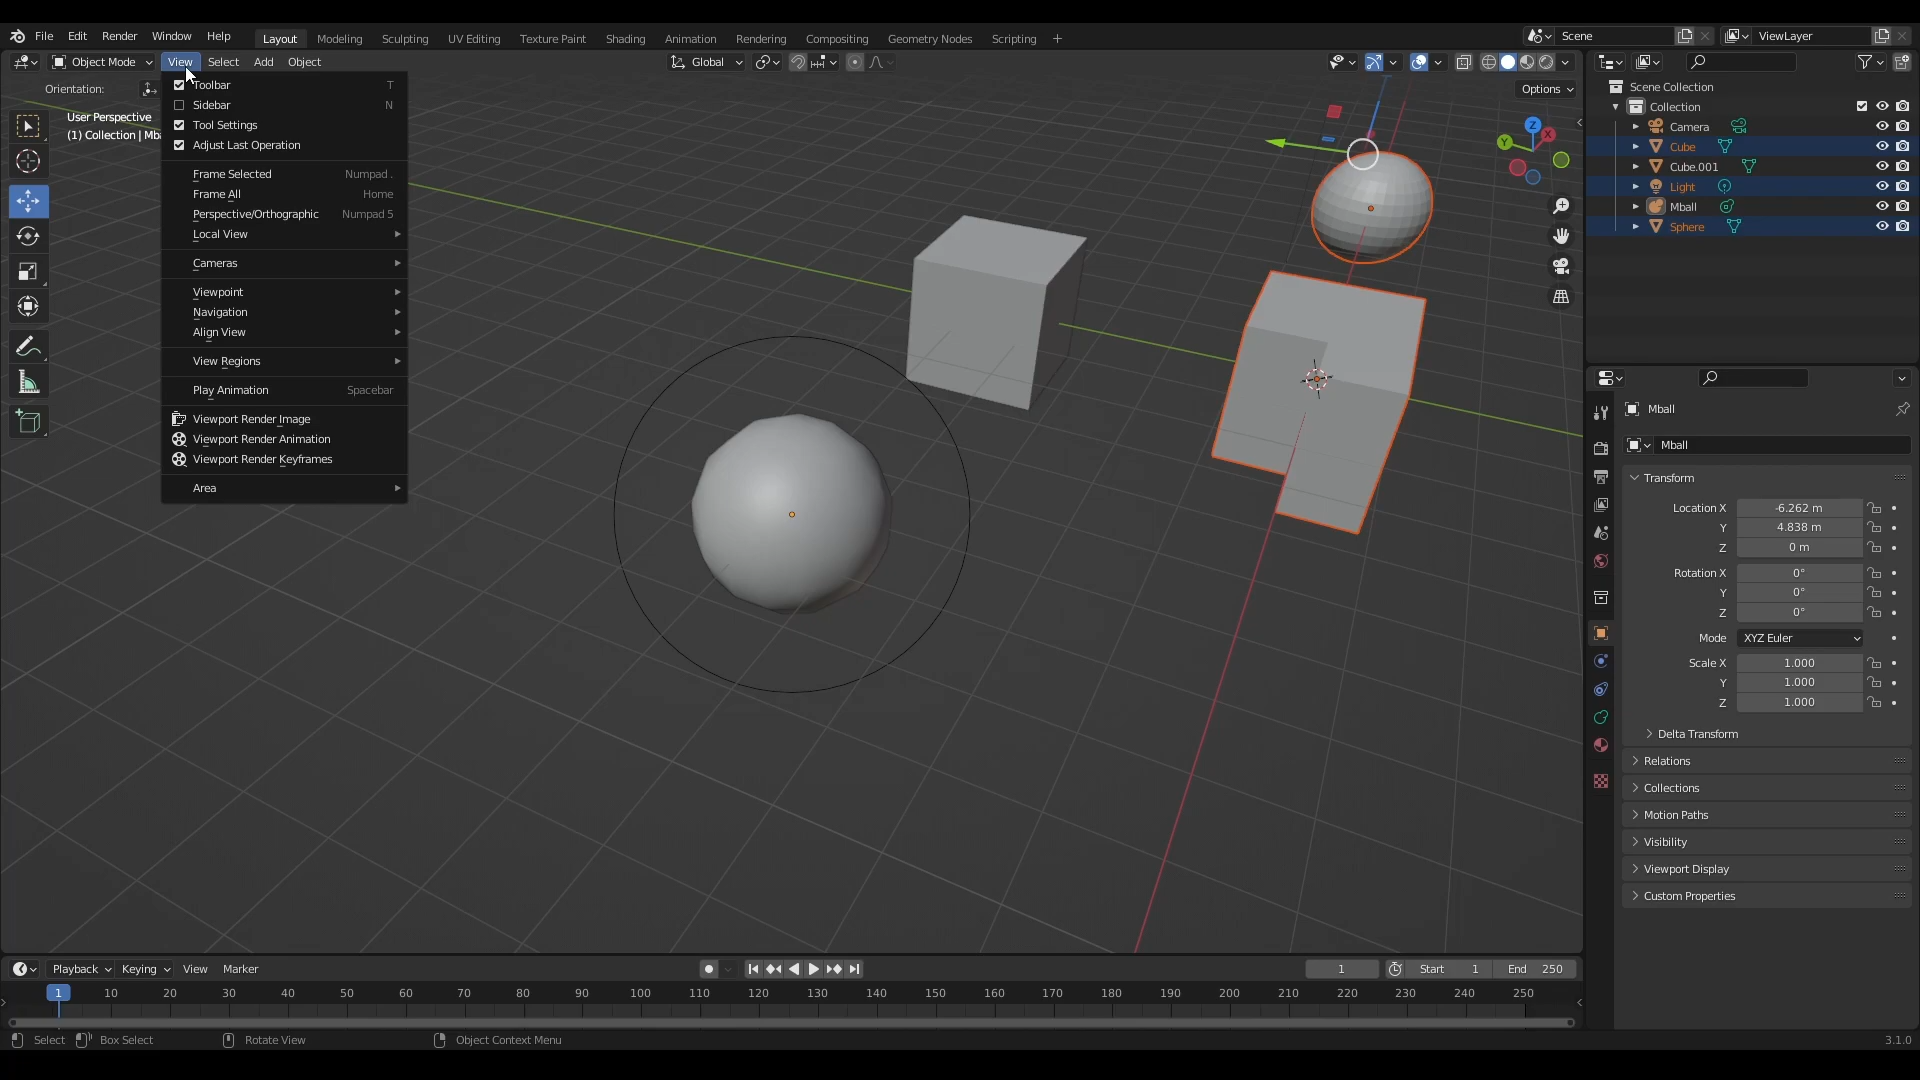 File Edit Render Window Help Layout Modeling Sculpting UV Editing Texture Paint Shading Animation Rendering Compositing Geometry Nodes Scripting + Scene ViewLayer
Object Mode View Select Add Object Global
Orientation: Options
User Perspective
(1) Collection | Mba
Toolbar T
Sidebar N
Tool Settings
Adjust Last Operation
Frame Selected Numpad .
Frame All Home
Perspective/Orthographic Numpad 5
Local View
Cameras
Viewpoint
Navigation
Align View
View Regions
Play Animation Spacebar
Viewport Render Image
Viewport Render Animation
Viewport Render Keyframes
Area
Z
X
Y
Scene Collection
Collection
Camera
Cube
Cube.001
Light
Mball
Sphere
Mball
Mball
Transform
Location X -6.262 m
Y 4.838 m
Z 0 m
Rotation X 0°
Y 0°
Z 0°
Mode XYZ Euler
Scale X 1.000
Y 1.000
Z 1.000
Delta Transform
Relations
Collections
Motion Paths
Visibility
Viewport Display
Custom Properties
Playback Keying View Marker 1 Start 1 End 250
1 10 20 30 40 50 60 70 80 90 100 110 120 130 140 150 160 170 180 190 200 210 220 230 240 250
Select Box Select Rotate View Object Context Menu 3.1.0